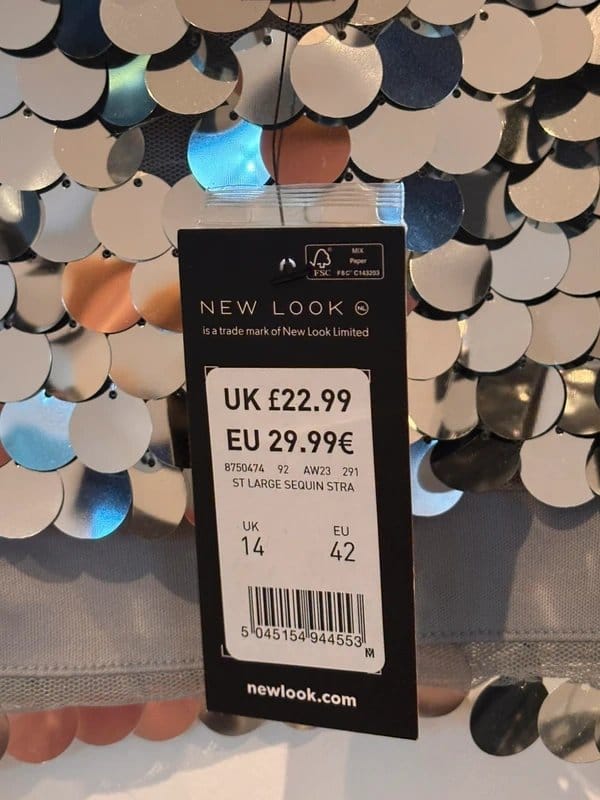 MIX
Paper
FSC
FSC® C143203
NEW LOOK NL
is a trade mark of New Look Limited
UK £22.99
EU 29.99€
8750474 92 AW23 291
ST LARGE SEQUIN STRA
UK EU
14 42
5 045154 944553
M
newlook.com